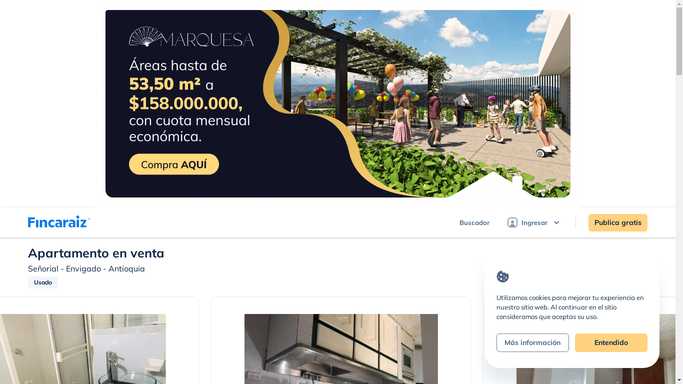 MARQUESA
Áreas hasta de
53,50 m² a
$158.000.000,
con cuota mensual
económica.
Compra AQUÍ
Fincaraíz
Buscador
Ingresar
Publica gratis
Apartamento en venta
Señorial - Envigado - Antioquia
Usado
Utilizamos cookies para mejorar tu experiencia en
nuestro sitio web. Al continuar en el sitio
consideramos que aceptas su uso.
Más información
Entendido